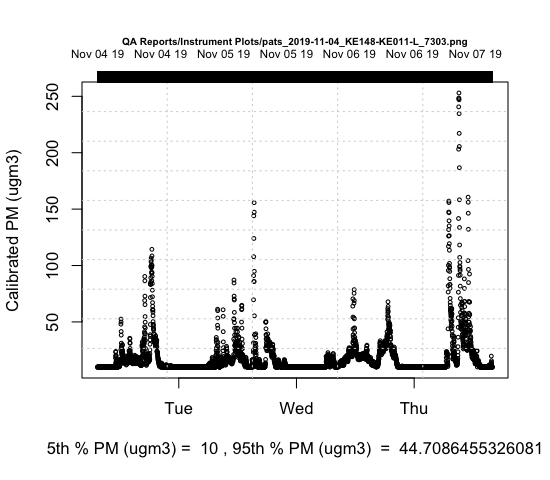 QA Reports/Instrument Plots/pats_2019-11-04_KE148-KE011-L_7303.png
Nov 04 19 Nov 04 19 Nov 05 19 Nov 05 19 Nov 06 19 Nov 06 19 Nov 07 19
250
200
150
100
50
Calibrated PM (ugm3)
Tue Wed Thu
5th % PM (ugm3) = 10 , 95th % PM (ugm3) = 44.7086455326081